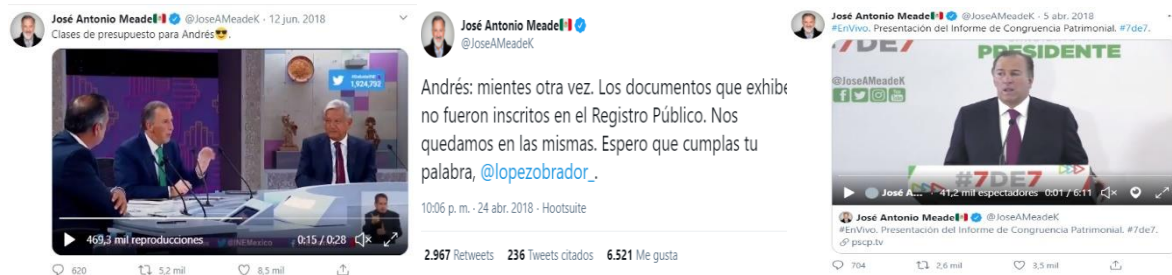 José Antonio Meade @JoseAMeadeK · 12 jun. 2018
Clases de presupuesto para Andrés😎.
1,924,792
469,3 mil reproducciones
@INEMexico
0:15 / 0:28
620 5,2 mil 8,5 mil
José Antonio Meade
@JoseAMeadeK
Andrés: mientes otra vez. Los documentos que exhibe
no fueron inscritos en el Registro Público. Nos
quedamos en las mismas. Espero que cumplas tu
palabra, @lopezobrador_.
10:06 p. m. · 24 abr. 2018 · Hootsuite
2.967 Retweets 236 Tweets citados 6.521 Me gusta
José Antonio Meade @JoseAMeadeK · 5 abr. 2018
#EnVivo. Presentación del Informe de Congruencia Patrimonial. #7de7.
#7DE7
PRESIDENTE
@JoseAMeadeK
#7DE7
José A... 41,2 mil espectadores 0:01 / 6:11
José Antonio Meade @JoseAMeadeK
#EnVivo. Presentación del Informe de Congruencia Patrimonial. #7de7.
pscp.tv
704 2,6 mil 3,5 mil